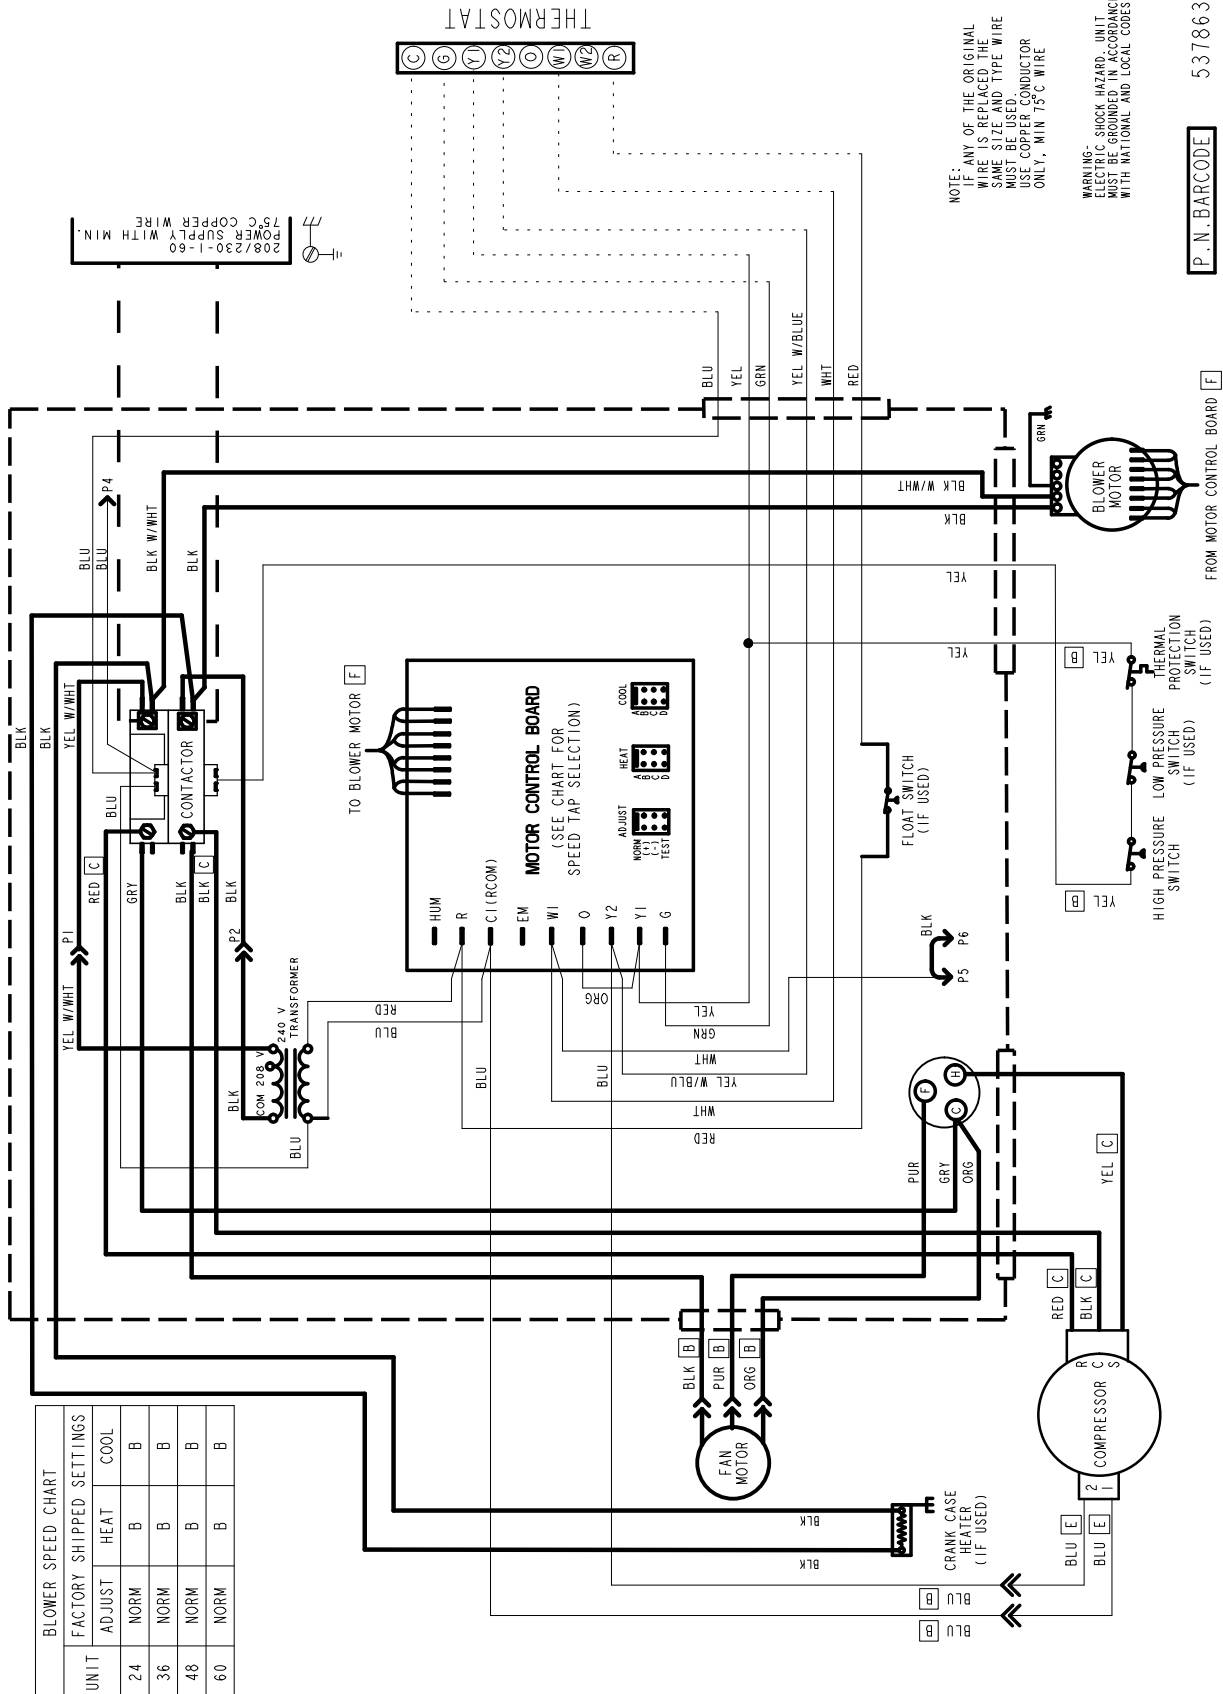 THERMOSTAT
C
G
Y1
Y2
O
W1
W2
R
NOTE:
IF ANY OF THE ORIGINAL
WIRE IS REPLACED THE
SAME SIZE AND TYPE WIRE
MUST BE USED.
USE COPPER CONDUCTOR
ONLY, MIN 75°C WIRE
WARNING-
ELECTRIC SHOCK HAZARD. UNIT
MUST BE GROUNDED IN ACCORDANC
WITH NATIONAL AND LOCAL CODES
537863
P.N.BARCODE
208/230-1-60
POWER SUPPLY WITH MIN.
75°C COPPER WIRE
BLU
YEL
GRN
YEL W/BLUE
WHT
RED
P4
BLU
BLU
BLK W/WHT
BLK
BLK W/WHT
BLK
YEL
YEL
GRN
BLOWER
MOTOR
FROM MOTOR CONTROL BOARD F
BLK
BLK
YEL W/WHT
BLU
CONTACTOR
RED C
GRY
BLK
BLK C
BLK
TO BLOWER MOTOR F
MOTOR CONTROL BOARD
(SEE CHART FOR
SPEED TAP SELECTION)
COOL
A
B
C
D
HEAT
A
B
C
D
ADJUST
NORM
(+)
(-)
TEST
HUM
R
C1(RCOM)
EM
W1
O
Y2
Y1
G
FLOAT SWITCH
(IF USED)
B YEL
THERMAL
PROTECTION
SWITCH
(IF USED)
LOW PRESSURE
SWITCH
(IF USED)
HIGH PRESSURE
SWITCH
B YEL
P1
P2
YEL W/WHT
BLK
240 V
COM 208 V
TRANSFORMER
BLU
RED
BLU
BLU
BLU
ORG
YEL
GRN
WHT
YEL W/BLU
WHT
RED
BLK
P6
P5
F
H
C
PUR
GRY
ORG
YEL C
RED C
BLK C
BLK B
PUR B
ORG B
FAN
MOTOR
R
C
S
COMPRESSOR
2
1
BLU E
BLU E
CRANK CASE
HEATER
(IF USED)
BLK
BLK
B BLU
B BLU
BLOWER SPEED CHART
UNIT FACTORY SHIPPED SETTINGS
ADJUST HEAT COOL
24 NORM B B
36 NORM B B
48 NORM B B
60 NORM B B